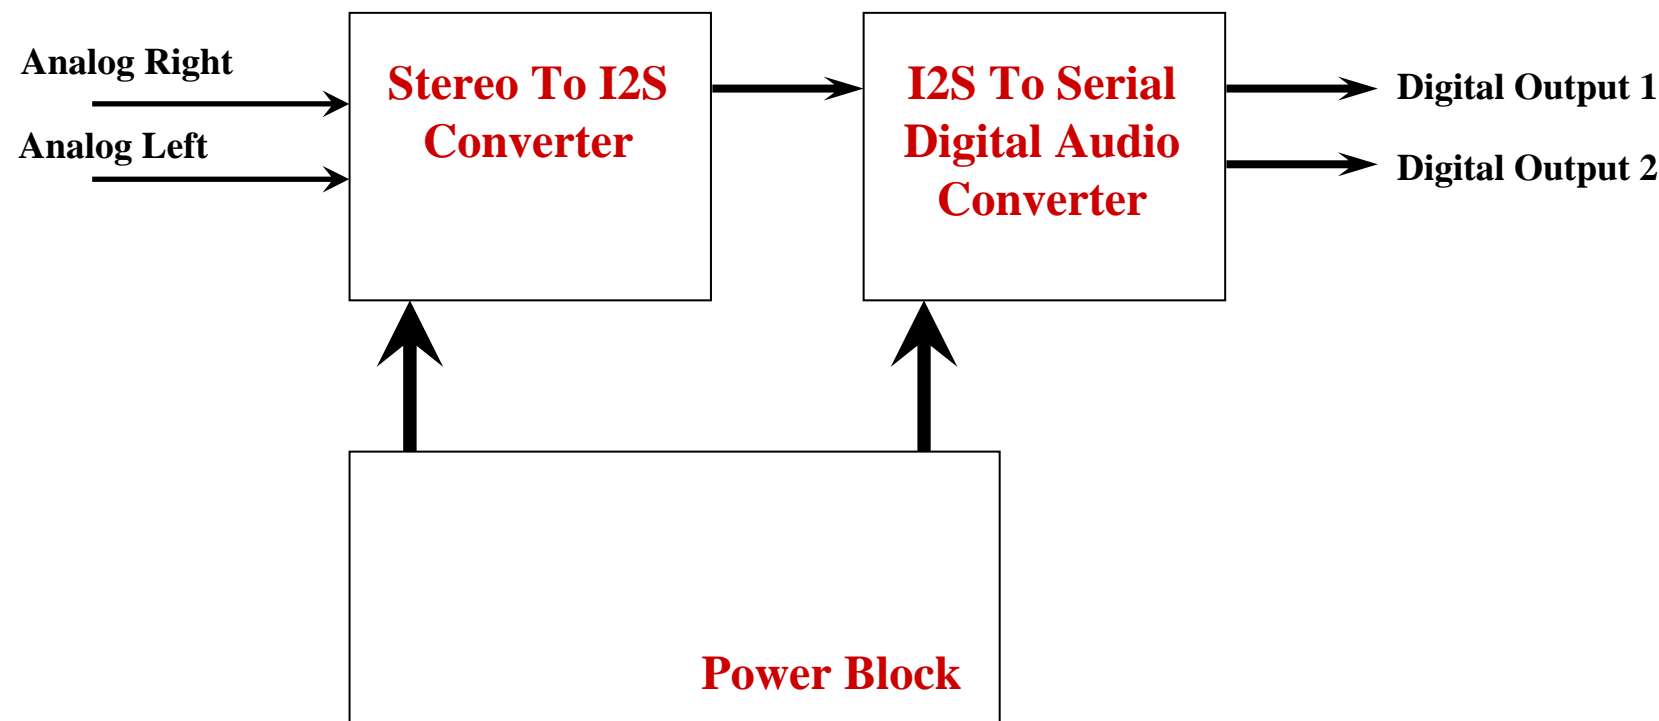 Analog Right
Analog Left
Stereo To I2S
Converter
I2S To Serial
Digital Audio
Converter
Digital Output 1
Digital Output 2
Power Block